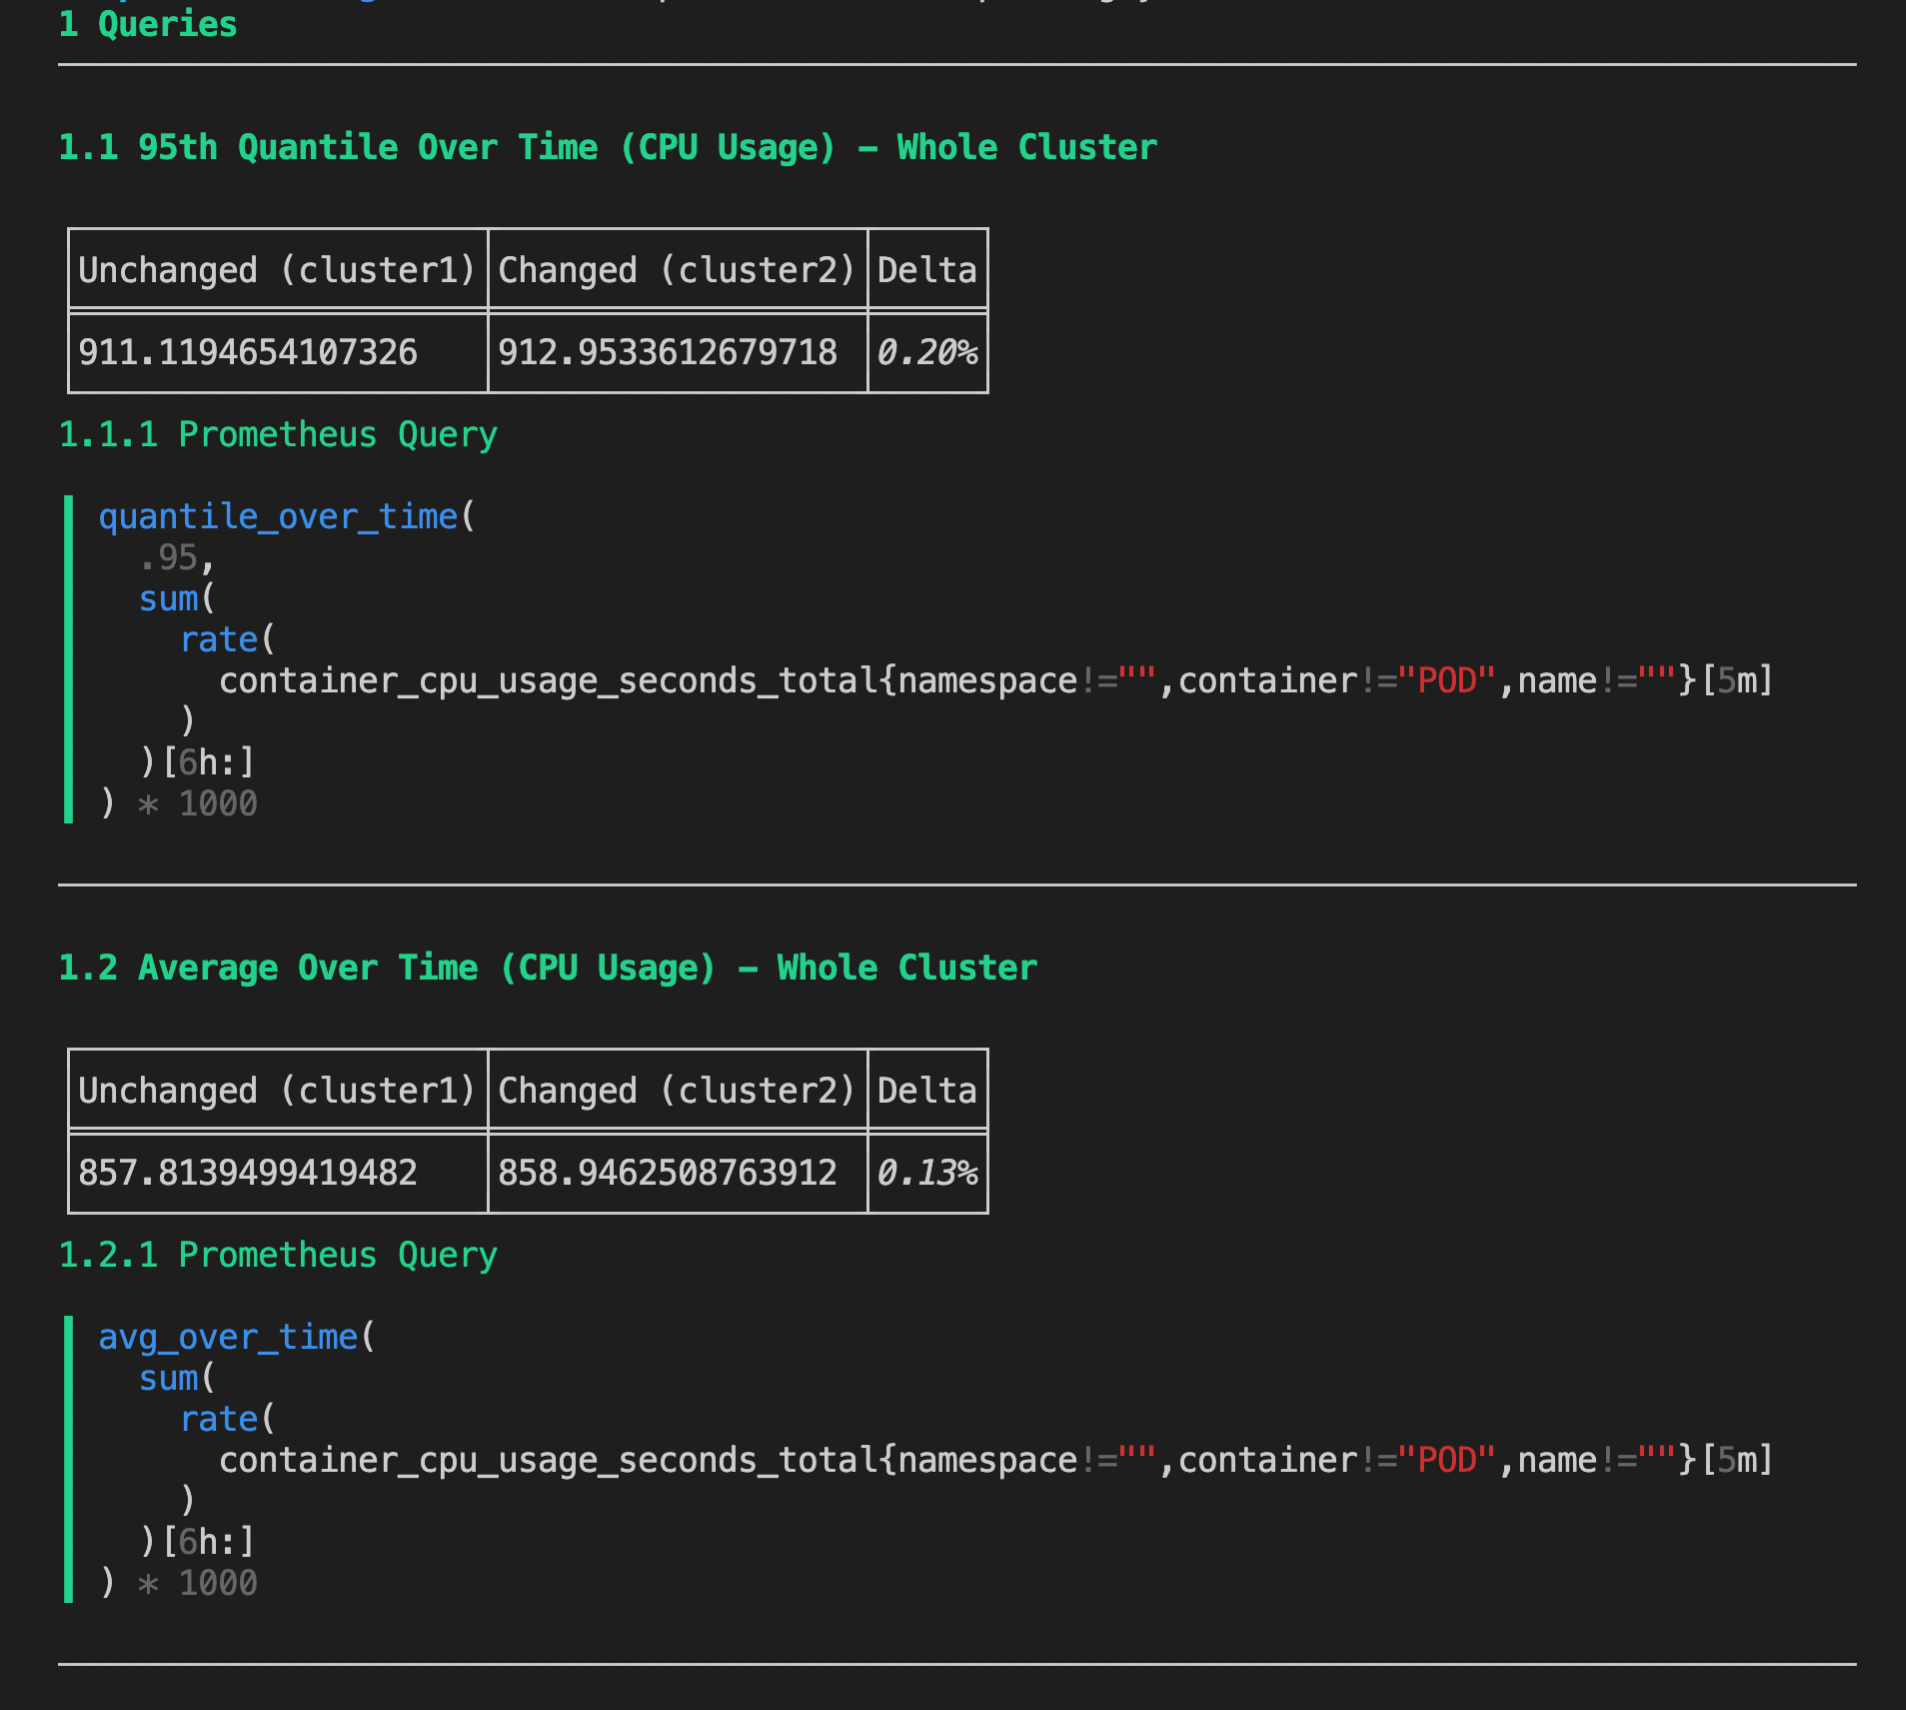 1 Queries
1.1 95th Quantile Over Time (CPU Usage) – Whole Cluster
Unchanged (cluster1) Changed (cluster2) Delta
911.1194654107326 912.9533612679718 0.20%
1.1.1 Prometheus Query
quantile_over_time(
.95,
sum(
rate(
container_cpu_usage_seconds_total{namespace!="",container!="POD",name!=""}[5m]
)
)[6h:]
) * 1000
1.2 Average Over Time (CPU Usage) – Whole Cluster
Unchanged (cluster1) Changed (cluster2) Delta
857.8139499419482 858.9462508763912 0.13%
1.2.1 Prometheus Query
avg_over_time(
sum(
rate(
container_cpu_usage_seconds_total{namespace!="",container!="POD",name!=""}[5m]
)
)[6h:]
) * 1000